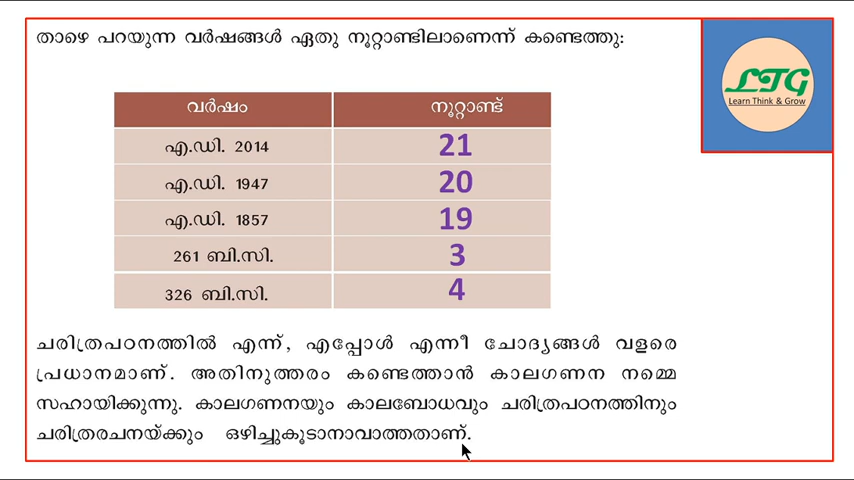 താഴെ പറയുന്ന വർഷങ്ങൾ ഏതു നൂറ്റാണ്ടിലാണെന്ന് കണ്ടെത്തു:
LTG
Learn Think & Grow
വർഷം നൂറ്റാണ്ട്
എ.ഡി. 2014 21
എ.ഡി. 1947 20
എ.ഡി. 1857 19
261 ബി.സി. 3
326 ബി.സി. 4
ചരിത്രപഠനത്തിൽ എന്ന്, എപ്പോൾ എന്നീ ചോദ്യങ്ങൾ വളരെ
പ്രധാനമാണ്. അതിനുത്തരം കണ്ടെത്താൻ കാലഗണന നമ്മെ
സഹായിക്കുന്നു. കാലഗണനയും കാലബോധവും ചരിത്രപഠനത്തിനും
ചരിത്രരചനയ്ക്കും ഒഴിച്ചുകൂടാനാവാത്തതാണ്.